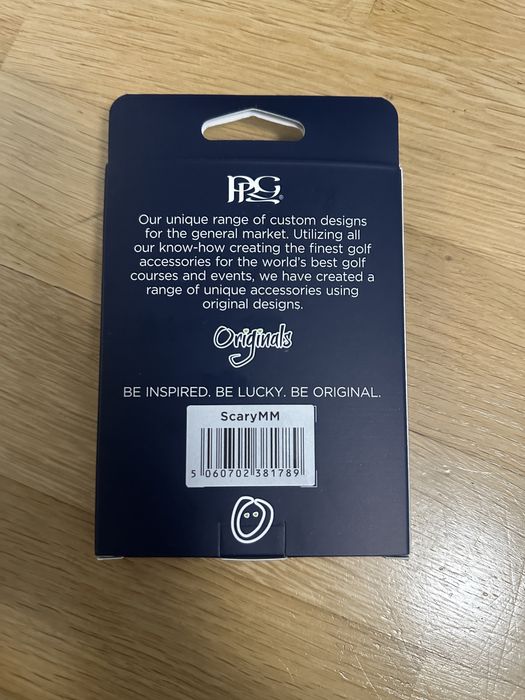 PRG®
Our unique range of custom designs
for the general market. Utilizing all
our know-how creating the finest golf
accessories for the world's best golf
courses and events, we have created a
range of unique accessories using
original designs.
Originals
BE INSPIRED. BE LUCKY. BE ORIGINAL.
ScaryMM
5 060702 381789